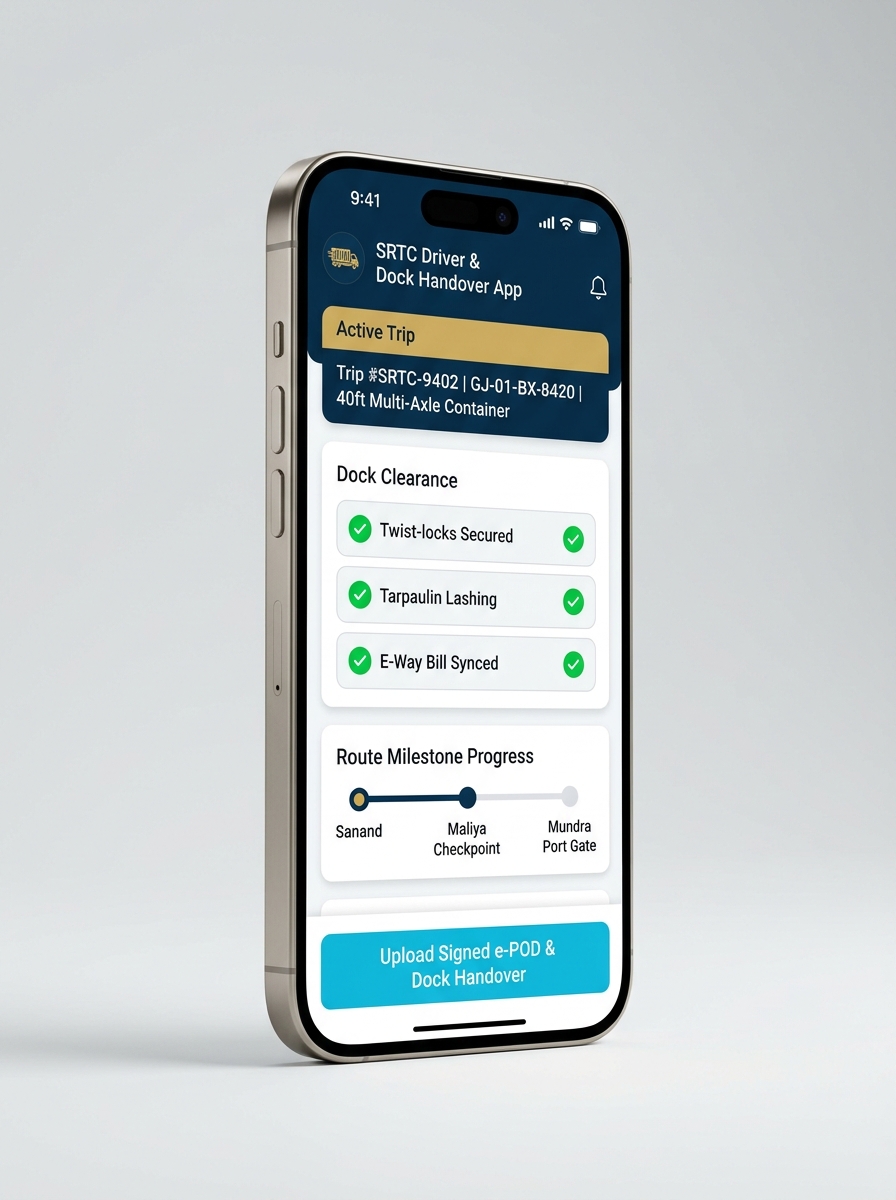 9:41
SRTC Driver &
Dock Handover App
Active Trip
Trip #SRTC-9402 | GJ-01-BX-8420 |
40ft Multi-Axle Container
Dock Clearance
Twist-locks Secured
Tarpaulin Lashing
E-Way Bill Synced
Route Milestone Progress
Sanand
Maliya
Checkpoint
Mundra
Port Gate
Upload Signed e-POD &
Dock Handover